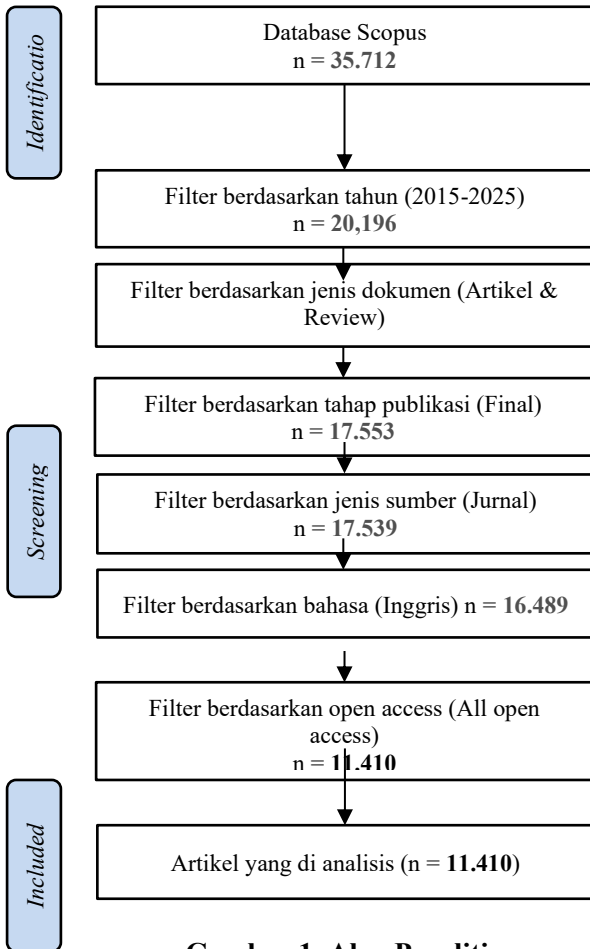 Identificatio
Database Scopus
n = 35.712
Filter berdasarkan tahun (2015-2025)
n = 20,196
Filter berdasarkan jenis dokumen (Artikel &
Review)
Screening
Filter berdasarkan tahap publikasi (Final)
n = 17.553
Filter berdasarkan jenis sumber (Jurnal)
n = 17.539
Filter berdasarkan bahasa (Inggris) n = 16.489
Filter berdasarkan open access (All open
access)
n = 11.410
Included
Artikel yang di analisis (n = 11.410)